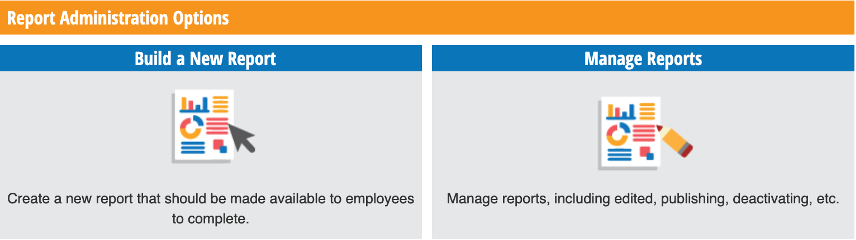 Report Administration Options
Build a New Report
Manage Reports
Create a new report that should be made available to employees
to complete.
Manage reports, including edited, publishing, deactivating, etc.